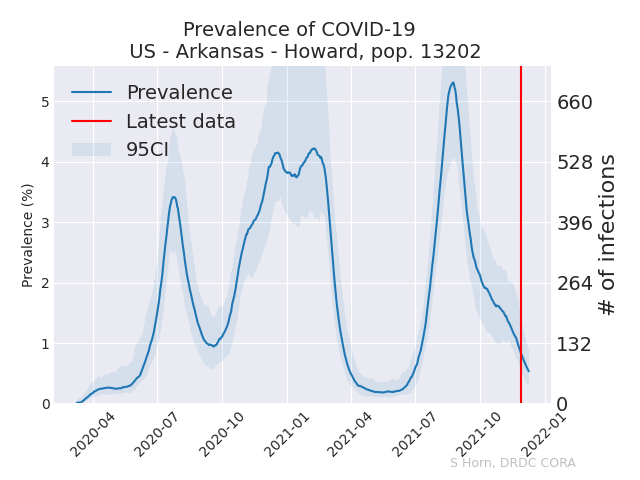 Prevalence of COVID-19
US - Arkansas - Howard, pop. 13202
Prevalence
Latest data
95CI
Prevalence (%)
5
4
3
2
1
0
660
528
396
264
132
0
# of infections
2020-04
2020-07
2020-10
2021-01
2021-04
2021-07
2021-10
2022-01
S Horn, DRDC CORA